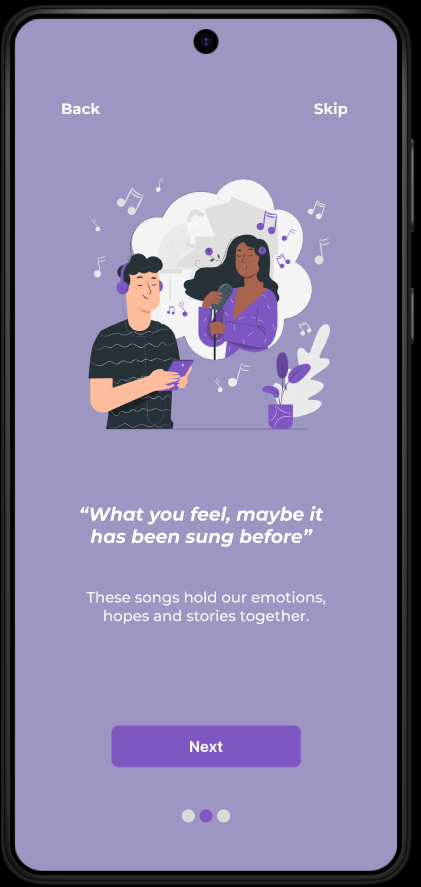 Back
Skip
“What you feel, maybe it
has been sung before”
These songs hold our emotions,
hopes and stories together.
Next